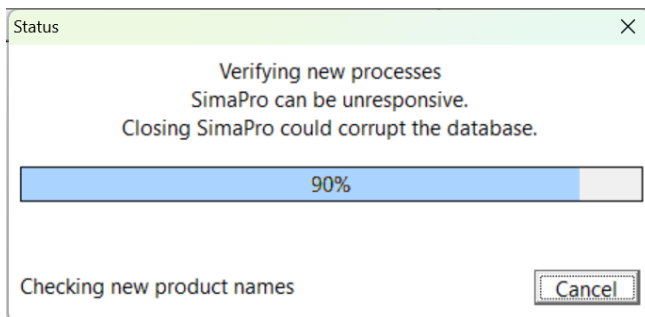 Status
Verifying new processes
SimaPro can be unresponsive.
Closing SimaPro could corrupt the database.
90%
Checking new product names
Cancel